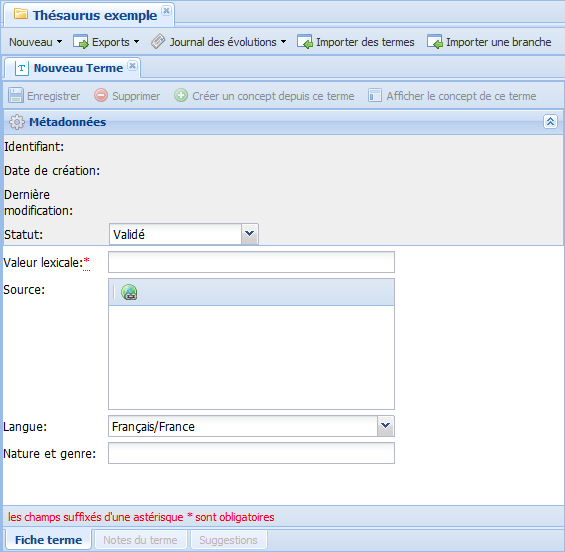 Thésaurus exemple
Nouveau Exports Journal des évolutions Importer des termes Importer une branche
T Nouveau Terme
Enregistrer Supprimer Créer un concept depuis ce terme Afficher le concept de ce terme
Métadonnées
Identifiant:
Date de création:
Dernière
modification:
Statut: Validé
Valeur lexicale:*
Source:
Langue: Français/France
Nature et genre:
les champs suffixés d'une astérisque * sont obligatoires
Fiche terme Notes du terme Suggestions